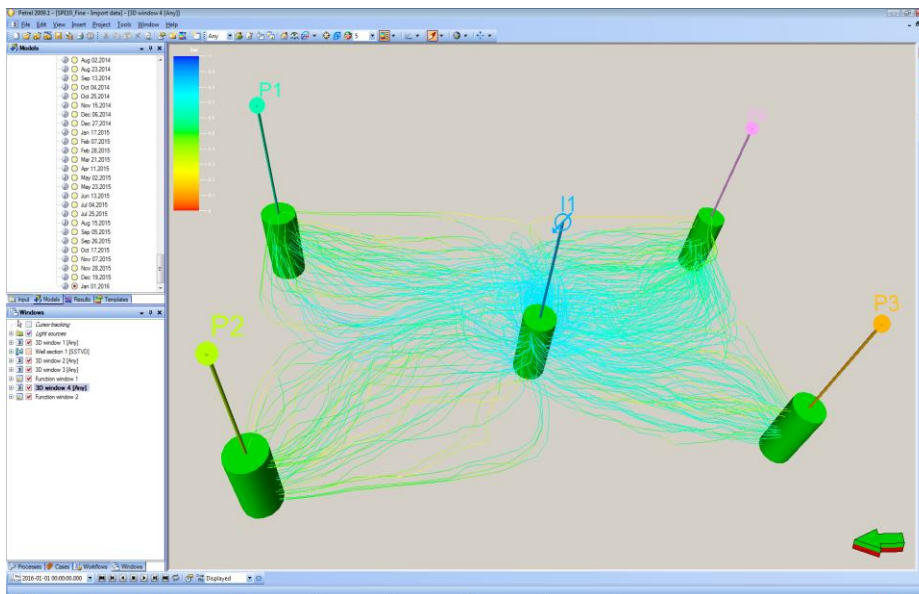 Petrel 2009.1 - [SPE10_Fine - Import data] - [3D window 4 [Any]]
File Edit View Insert Project Tools Window Help
Any
5
Models
Aug 02,2014
Aug 23,2014
Sep 13,2014
Oct 04,2014
Oct 25,2014
Nov 15,2014
Dec 06,2014
Dec 27,2014
Jan 17,2015
Feb 07,2015
Feb 28,2015
Mar 21,2015
Apr 11,2015
May 02,2015
May 23,2015
Jun 13,2015
Jul 04,2015
Jul 25,2015
Aug 15,2015
Sep 05,2015
Sep 26,2015
Oct 17,2015
Nov 07,2015
Nov 28,2015
Dec 19,2015
Jan 01,2016
Input Models Results Templates
Windows
Cursor tracking
Light sources
3D window 1 [Any]
Well section 1 [SSTVD]
3D window 2 [Any]
3D window 3 [Any]
Function window 1
3D window 4 [Any]
Function window 2
Processes Cases Workflows Windows
2016-01-01 00:00:00.000
Displayed
P1
I1
P2
P3